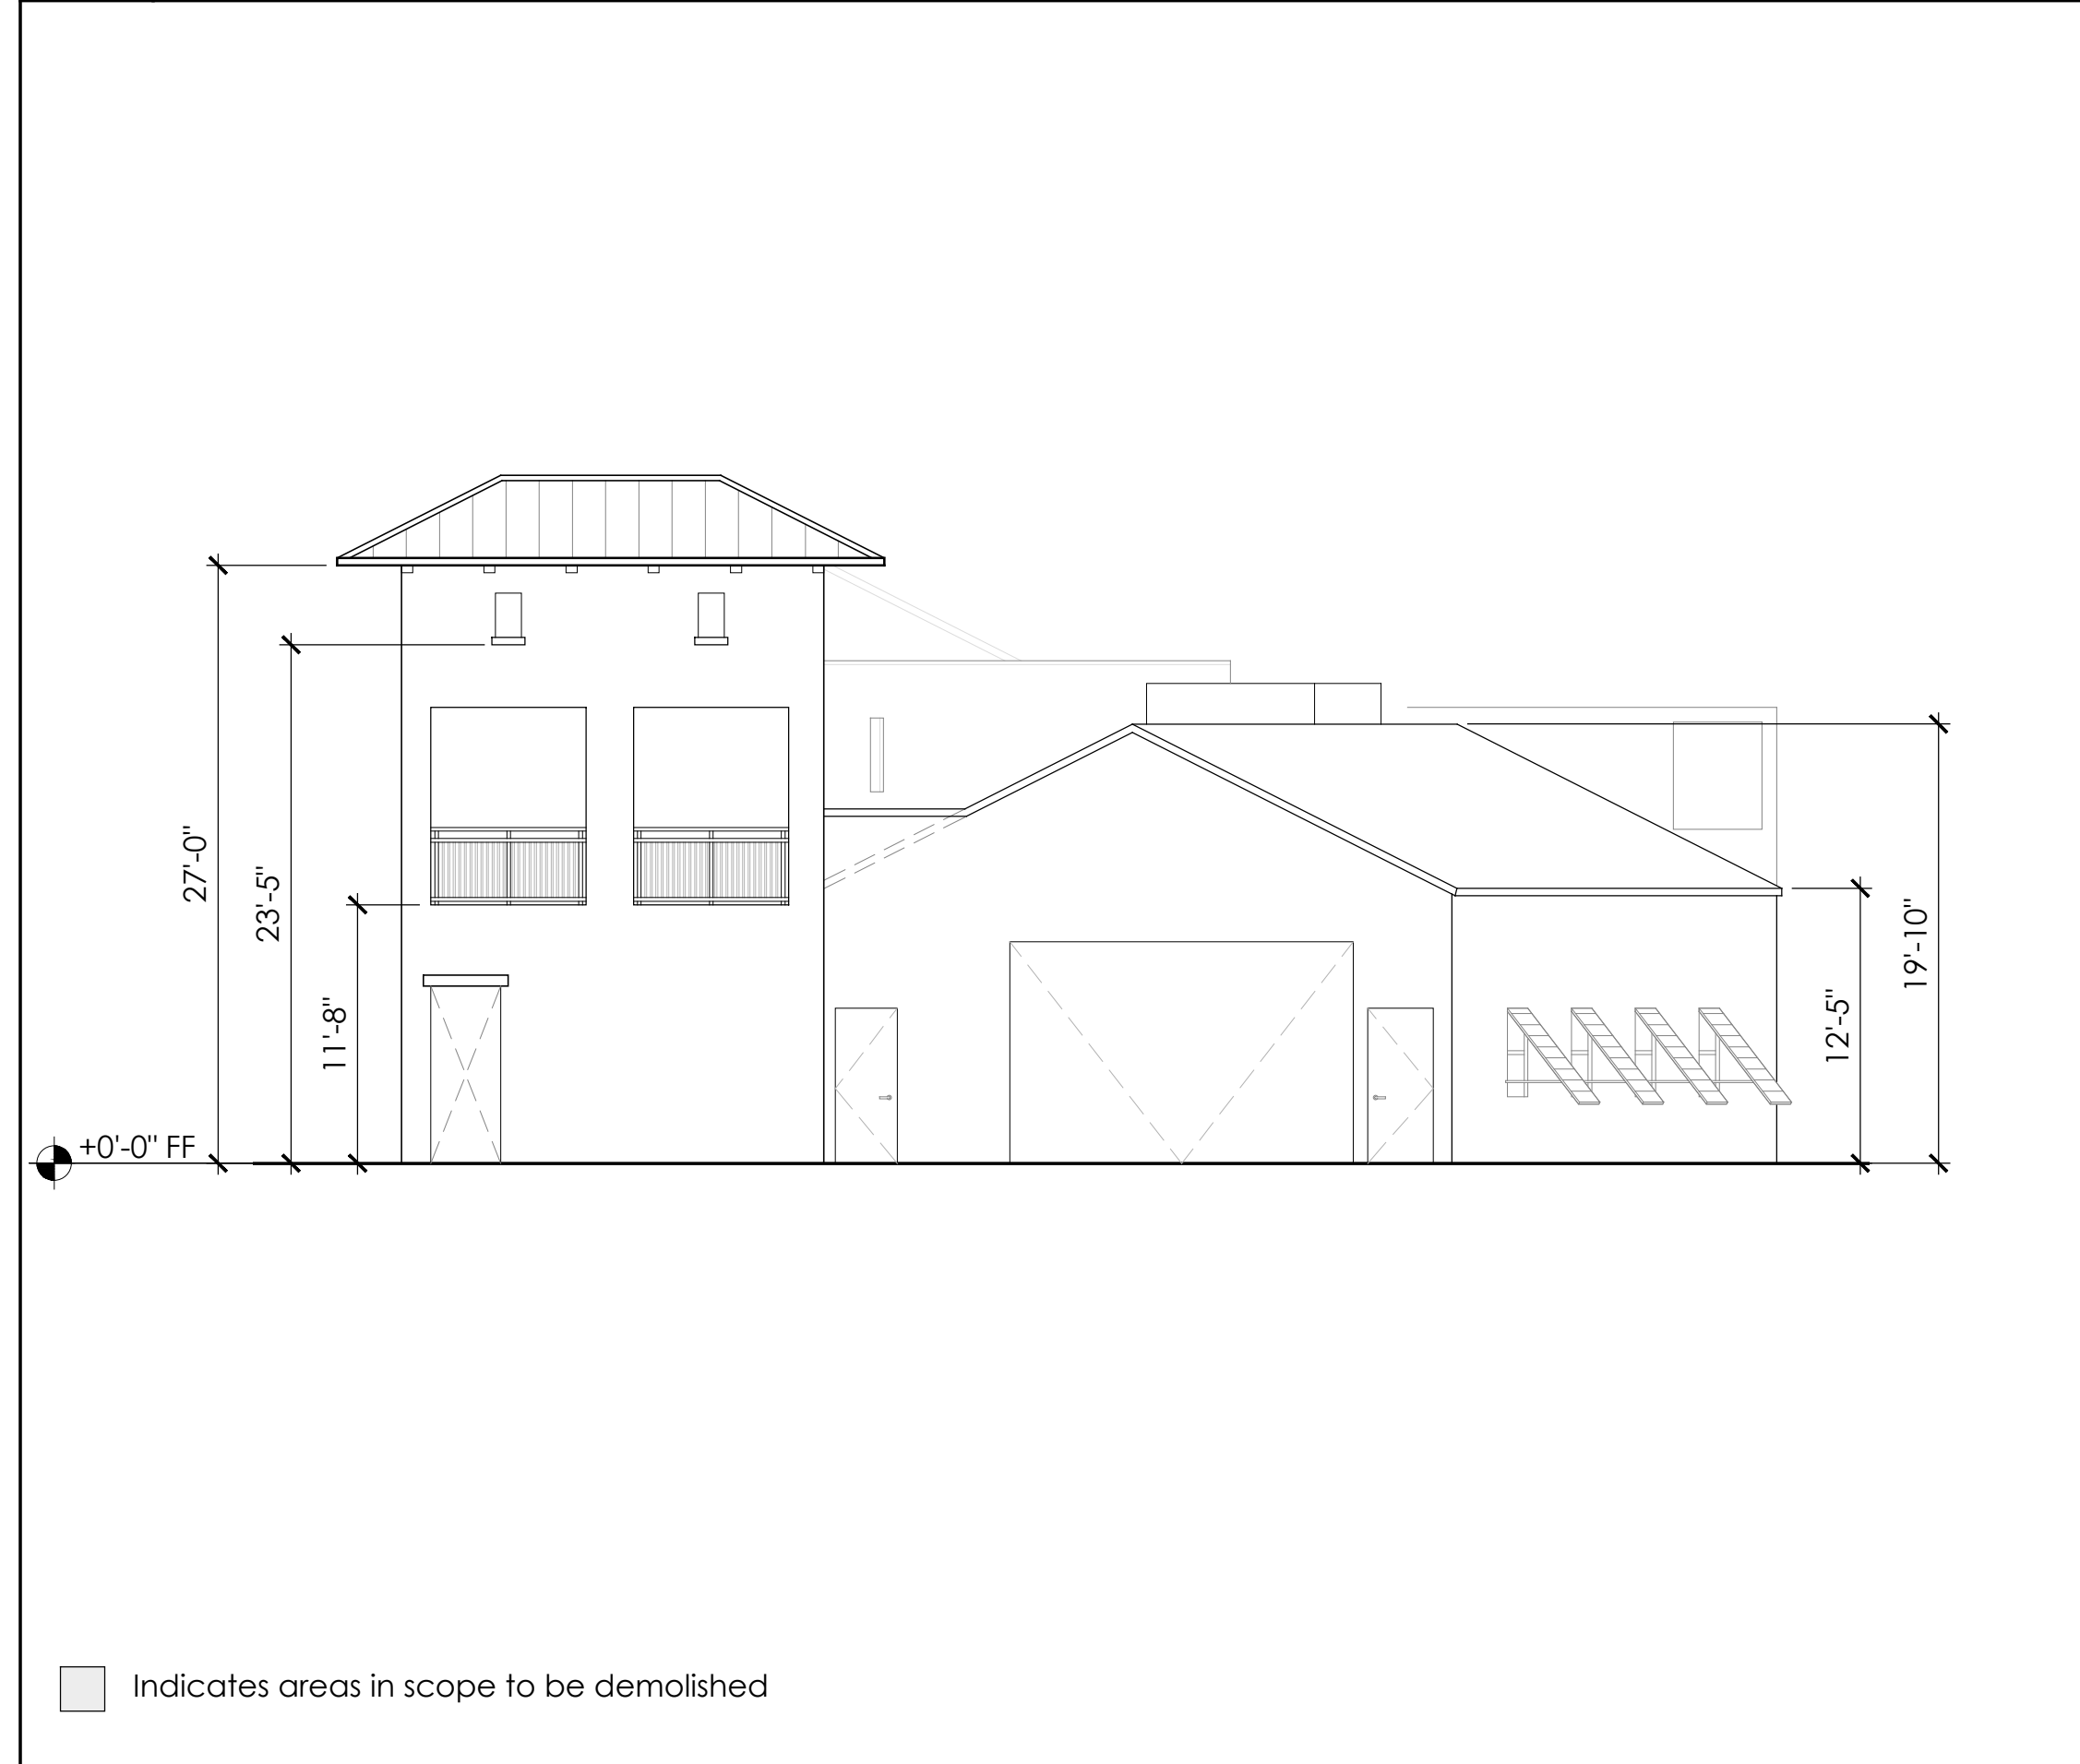 27'-0"
23'-5"
11'-8"
+0'-0" FF
19'-10"
12'-5"
Indicates areas in scope to be demolished